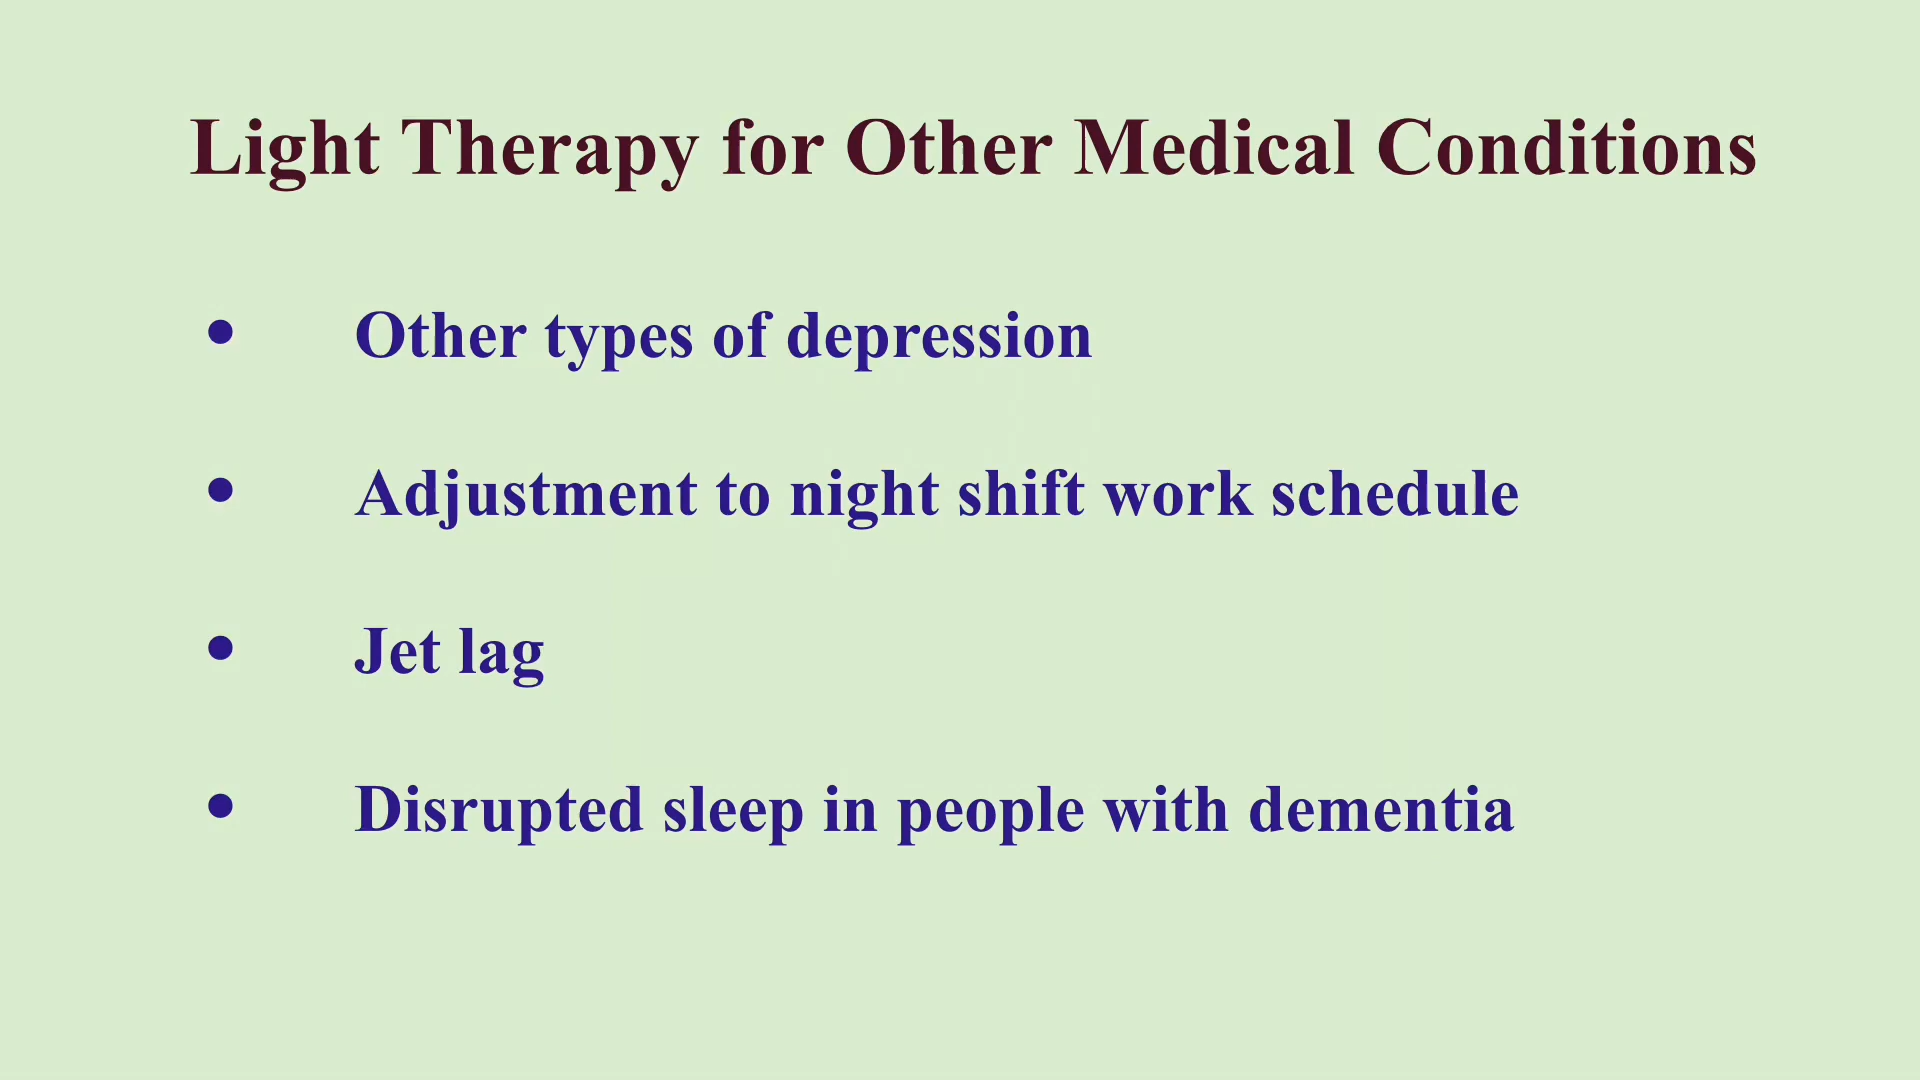 Light Therapy for Other Medical Conditions
• Other types of depression
• Adjustment to night shift work schedule
• Jet lag
• Disrupted sleep in people with dementia